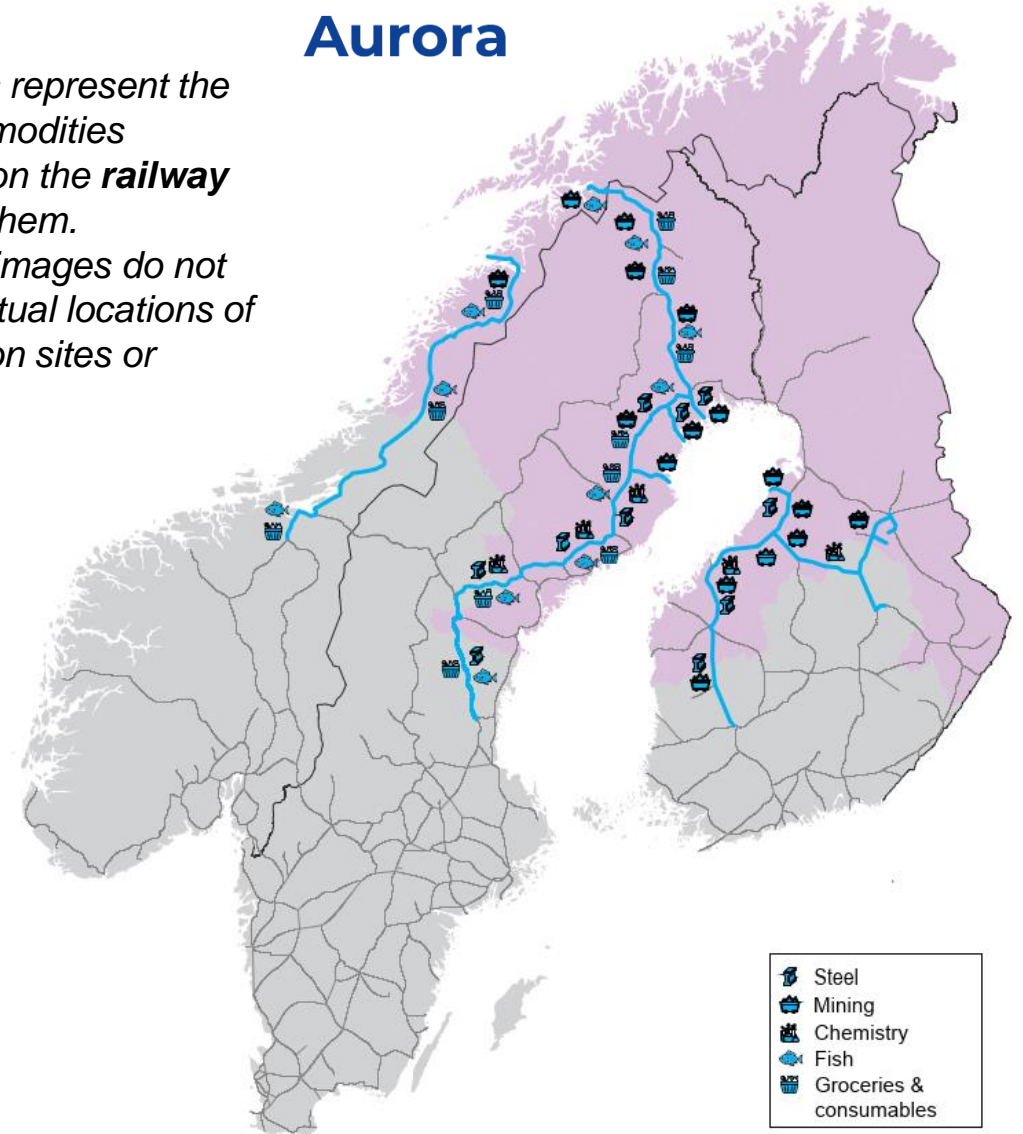 Aurora
represent the
modities
on the railway
hem.
images do not
tual locations of
on sites or
Steel
Mining
Chemistry
Fish
Groceries &
consumables